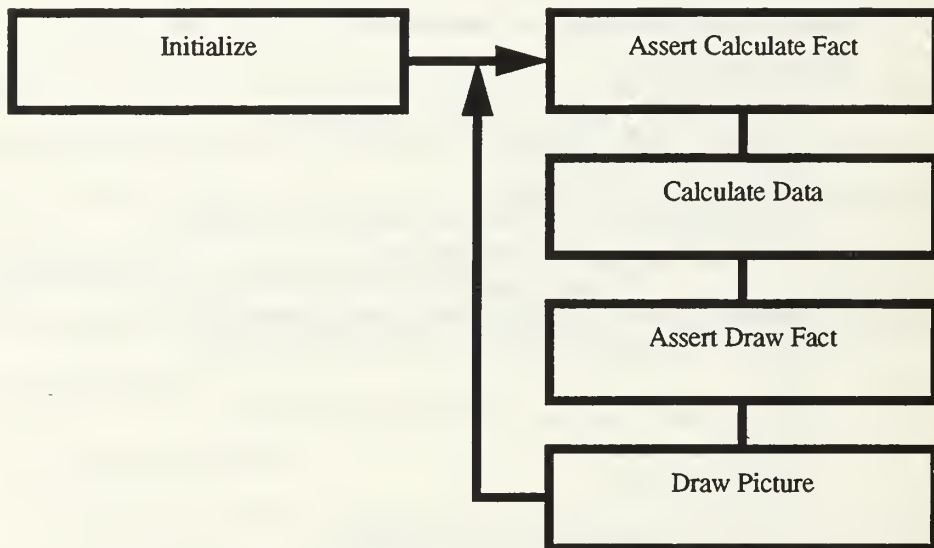 Initialize
Assert Calculate Fact
Calculate Data
Assert Draw Fact
Draw Picture